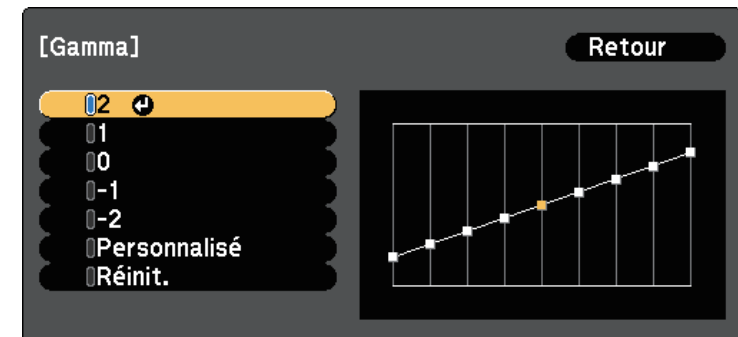 [Gamma]
Retour
2
1
0
-1
-2
Personnalisé
Réinit.